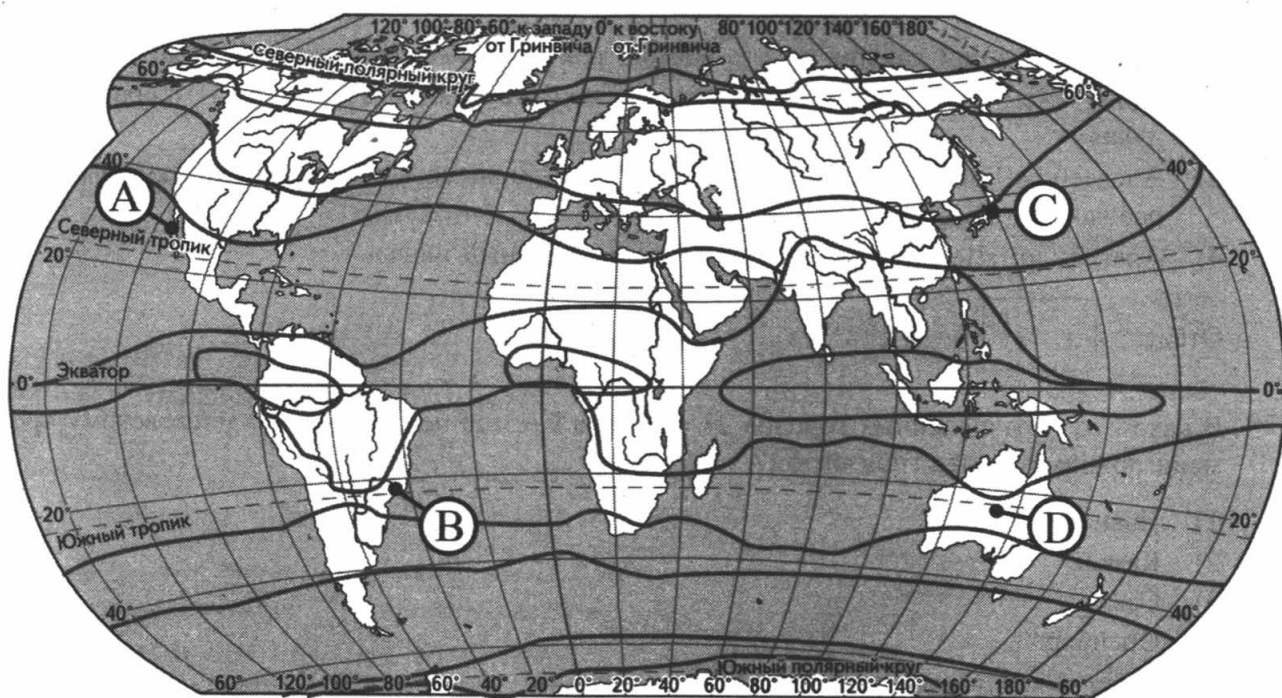 120° 100° 80° 60° к западу 0° к востоку 80° 100° 120° 140° 160° 180°
от Гринвича от Гринвича
Северный полярный круг
60° 60°
40° 40°
A C
Северный тропик
20° 20°
Экватор
0° 0°
B D
20° 20°
Южный тропик
40° 40°
Южный полярный круг
60° 120° 100° 80° 60° 40° 20° 0° 20° 40° 60° 80° 100° 120° 140° 160° 60°